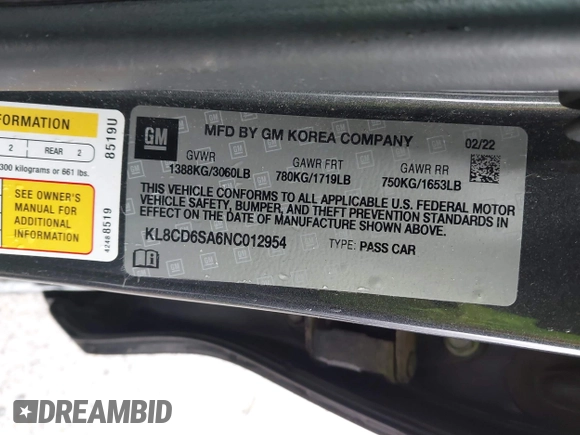 FORMATION
2 REAR 2
300 kilograms or 661 lbs.
SEE OWNER'S
MANUAL FOR
ADDITIONAL
8519U
42488519
GM
MFD BY GM KOREA COMPANY
02/22
GVWR
1388KG/3060LB
GAWR FRT
780KG/1719LB
GAWR RR
750KG/1653LB
THIS VEHICLE CONFORMS TO ALL APPLICABLE U.S. FEDERAL MOTOR
VEHICLE SAFETY, BUMPER, AND THEFT PREVENTION STANDARDS IN
EFFECT ON THE DATE OF MANUFACTURE SHOWN ABOVE.
KL8CD6SA6NC012954
TYPE: PASS CAR
DREAMBID